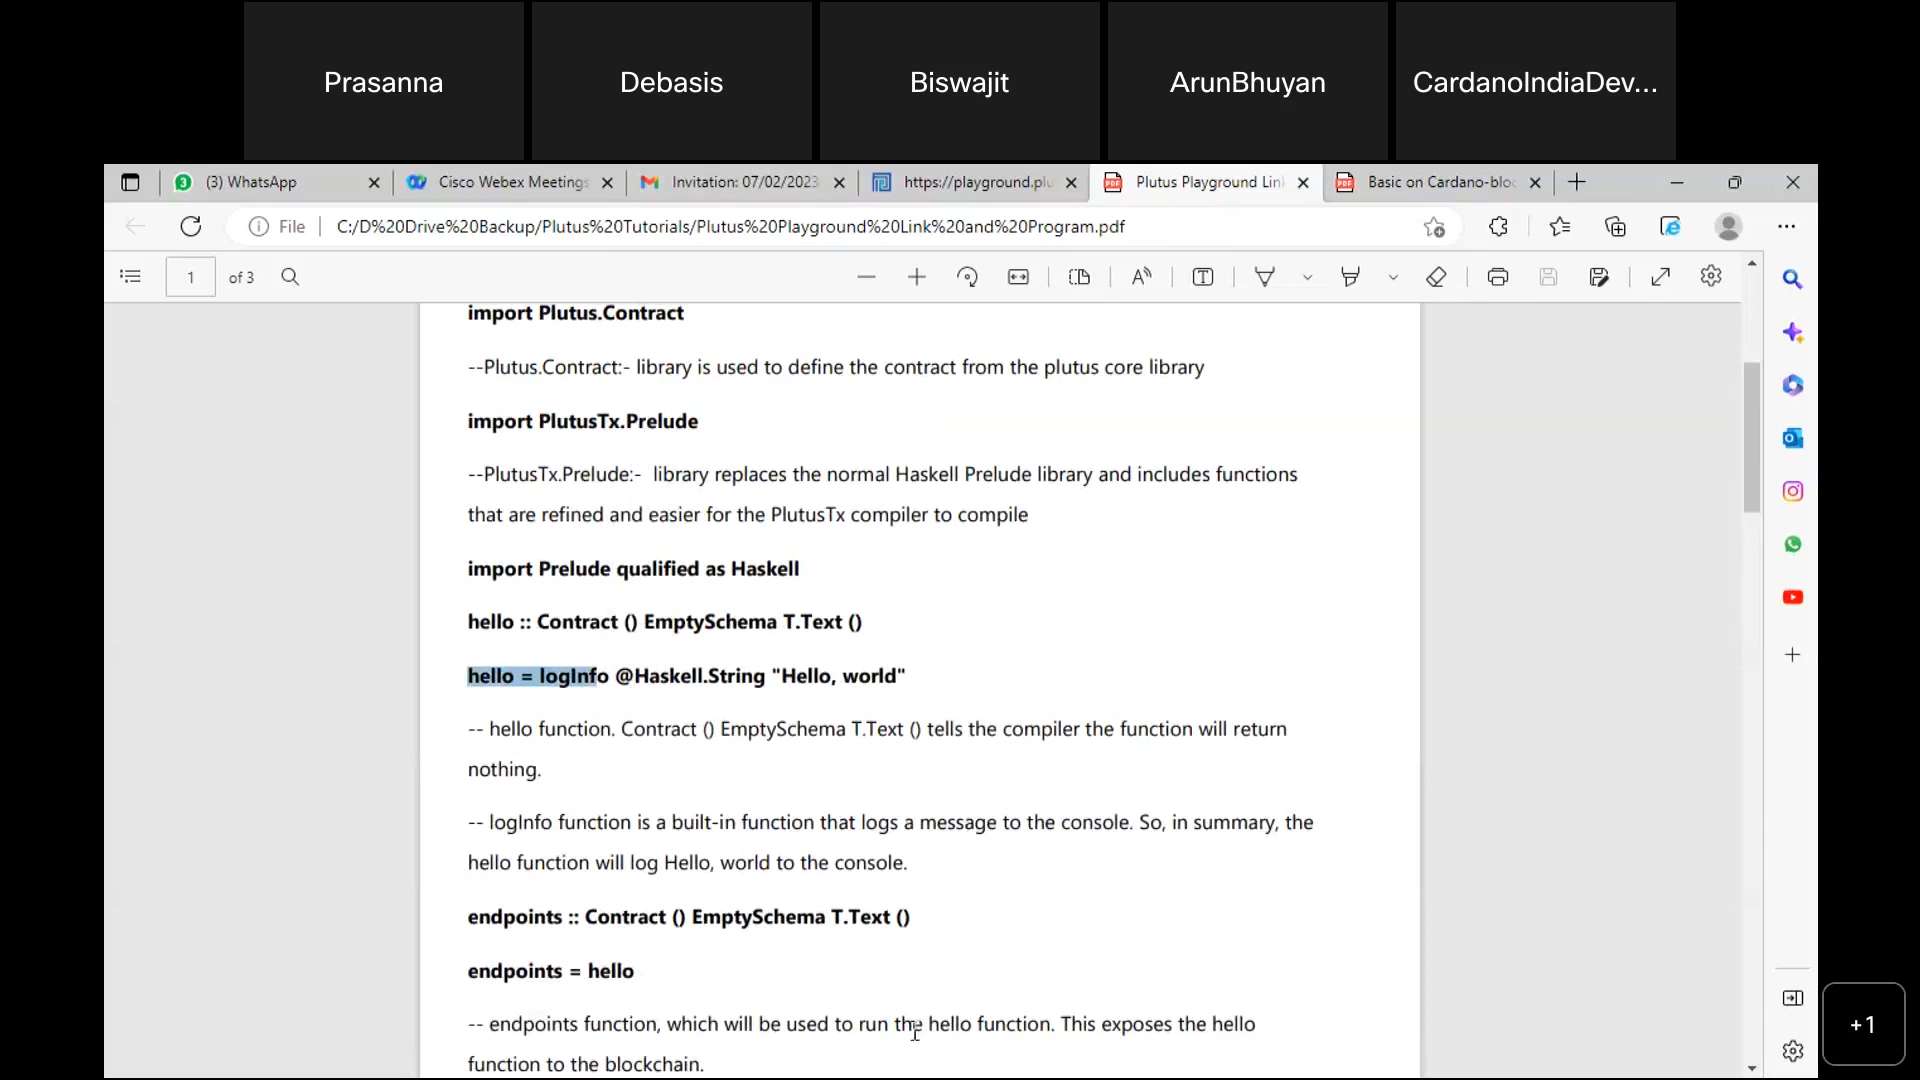 Prasanna
Debasis
Biswajit
ArunBhuyan
CardanoIndiaDev...
(3) WhatsApp
Cisco Webex Meetings
Invitation: 07/02/2023
https://playground.plu
Plutus Playground Lin
Basic on Cardano-bloc
File
C:/D%20Drive%20Backup/Plutus%20Tutorials/Plutus%20Playground%20Link%20and%20Program.pdf
1 of 3
import Plutus.Contract
--Plutus.Contract:- library is used to define the contract from the plutus core library
import PlutusTx.Prelude
--PlutusTx.Prelude:- library replaces the normal Haskell Prelude library and includes functions
that are refined and easier for the PlutusTx compiler to compile
import Prelude qualified as Haskell
hello :: Contract () EmptySchema T.Text ()
hello = logInfo @Haskell.String "Hello, world"
-- hello function. Contract () EmptySchema T.Text () tells the compiler the function will return
nothing.
-- logInfo function is a built-in function that logs a message to the console. So, in summary, the
hello function will log Hello, world to the console.
endpoints :: Contract () EmptySchema T.Text ()
endpoints = hello
-- endpoints function, which will be used to run the hello function. This exposes the hello
function to the blockchain.
+1